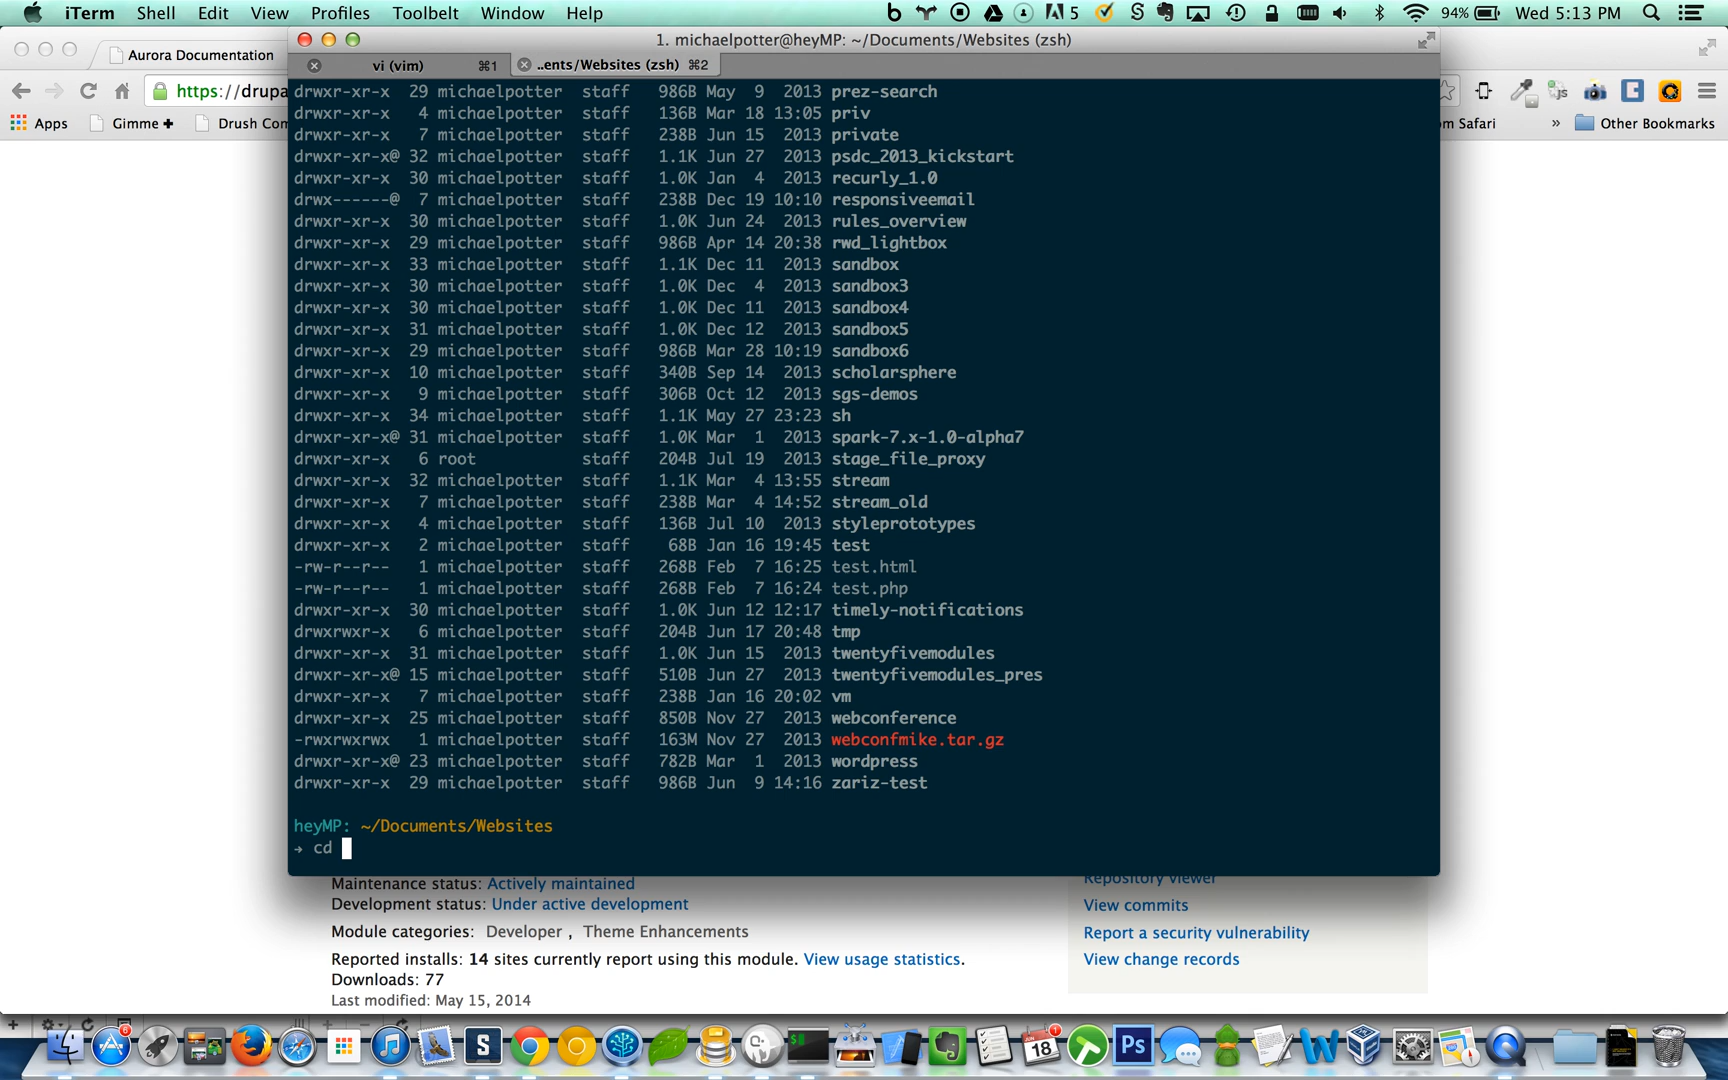 iTerm Shell Edit View Profiles Toolbelt Window Help 5 94% Wed 5:13 PM
1. michaelpotter@heyMP: ~/Documents/Websites (zsh)
Aurora Documentation
vi (vim) ⌘1 ..ents/Websites (zsh) ⌘2
https://drupa
Apps Gimme + Drush Com om Safari » Other Bookmarks
drwxr-xr-x 29 michaelpotter staff 986B May 9 2013 prez-search
drwxr-xr-x 4 michaelpotter staff 136B Mar 18 13:05 priv
drwxr-xr-x 7 michaelpotter staff 238B Jun 15 2013 private
drwxr-xr-x@ 32 michaelpotter staff 1.1K Jun 27 2013 psdc_2013_kickstart
drwxr-xr-x 30 michaelpotter staff 1.0K Jan 4 2013 recurly_1.0
drwx------@ 7 michaelpotter staff 238B Dec 19 10:10 responsiveemail
drwxr-xr-x 30 michaelpotter staff 1.0K Jun 24 2013 rules_overview
drwxr-xr-x 29 michaelpotter staff 986B Apr 14 20:38 rwd_lightbox
drwxr-xr-x 33 michaelpotter staff 1.1K Dec 11 2013 sandbox
drwxr-xr-x 30 michaelpotter staff 1.0K Dec 4 2013 sandbox3
drwxr-xr-x 30 michaelpotter staff 1.0K Dec 11 2013 sandbox4
drwxr-xr-x 31 michaelpotter staff 1.0K Dec 12 2013 sandbox5
drwxr-xr-x 29 michaelpotter staff 986B Mar 28 10:19 sandbox6
drwxr-xr-x 10 michaelpotter staff 340B Sep 14 2013 scholarsphere
drwxr-xr-x 9 michaelpotter staff 306B Oct 12 2013 sgs-demos
drwxr-xr-x 34 michaelpotter staff 1.1K May 27 23:23 sh
drwxr-xr-x@ 31 michaelpotter staff 1.0K Mar 1 2013 spark-7.x-1.0-alpha7
drwxr-xr-x 6 root staff 204B Jul 19 2013 stage_file_proxy
drwxr-xr-x 32 michaelpotter staff 1.1K Mar 4 13:55 stream
drwxr-xr-x 7 michaelpotter staff 238B Mar 4 14:52 stream_old
drwxr-xr-x 4 michaelpotter staff 136B Jul 10 2013 styleprototypes
drwxr-xr-x 2 michaelpotter staff 68B Jan 16 19:45 test
-rw-r--r-- 1 michaelpotter staff 268B Feb 7 16:25 test.html
-rw-r--r-- 1 michaelpotter staff 268B Feb 7 16:24 test.php
drwxr-xr-x 30 michaelpotter staff 1.0K Jun 12 12:17 timely-notifications
drwxrwxr-x 6 michaelpotter staff 204B Jun 17 20:48 tmp
drwxr-xr-x 31 michaelpotter staff 1.0K Jun 15 2013 twentyfivemodules
drwxr-xr-x@ 15 michaelpotter staff 510B Jun 27 2013 twentyfivemodules_pres
drwxr-xr-x 7 michaelpotter staff 238B Jan 16 20:02 vm
drwxr-xr-x 25 michaelpotter staff 850B Nov 27 2013 webconference
-rwxrwxrwx 1 michaelpotter staff 163M Nov 27 2013 webconfmike.tar.gz
drwxr-xr-x@ 23 michaelpotter staff 782B Mar 1 2013 wordpress
drwxr-xr-x 29 michaelpotter staff 986B Jun 9 14:16 zariz-test
heyMP: ~/Documents/Websites
→ cd
Maintenance status: Actively maintained
Development status: Under active development
Module categories: Developer , Theme Enhancements
Reported installs: 14 sites currently report using this module. View usage statistics.
Downloads: 77
Last modified: May 15, 2014
Repository viewer
View commits
Report a security vulnerability
View change records
6 S $ JUN 18 1 Ps W